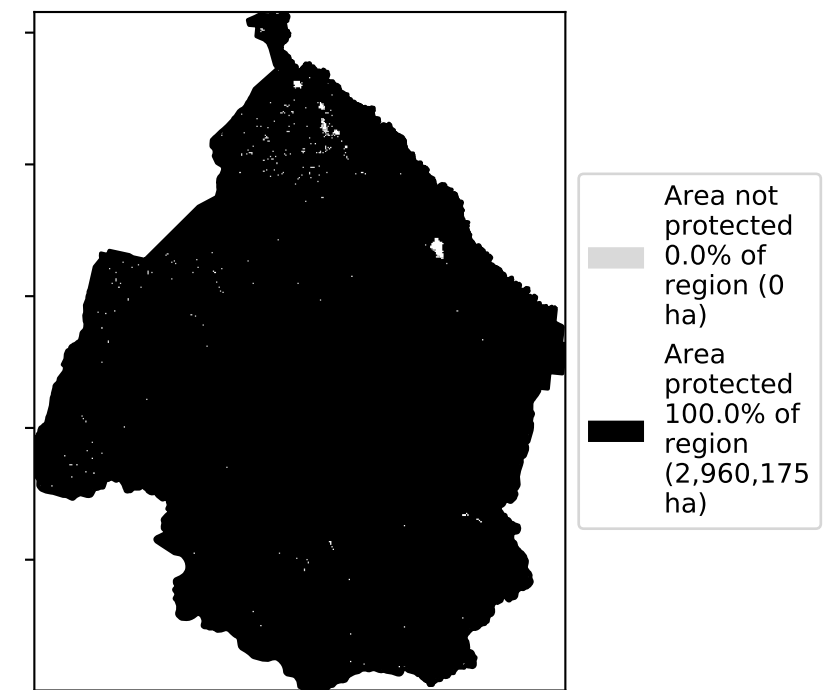 Area not
protected
0.0% of
region (0
ha)
Area
protected
100.0% of
region
(2,960,175
ha)